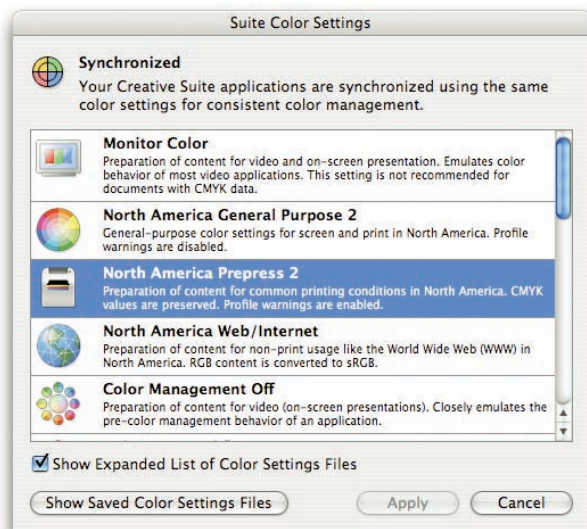 Suite Color Settings
Synchronized
Your Creative Suite applications are synchronized using the same
color settings for consistent color management.
Monitor Color
Preparation of content for video and on-screen presentation. Emulates color
behavior of most video applications. This setting is not recommended for
documents with CMYK data.
North America General Purpose 2
General-purpose color settings for screen and print in North America. Profile
warnings are disabled.
North America Prepress 2
Preparation of content for common printing conditions in North America. CMYK
values are preserved. Profile warnings are enabled.
North America Web/Internet
Preparation of content for non-print usage like the World Wide Web (WWW) in
North America. RGB content is converted to sRGB.
Color Management Off
Preparation of content for video (on-screen presentations). Closely emulates the
pre-color management behavior of an application.
Show Expanded List of Color Settings Files
Show Saved Color Settings Files
Apply
Cancel